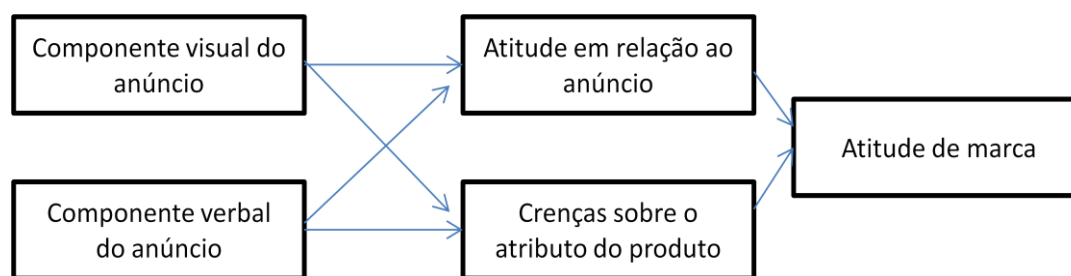 Componente visual do
anúncio
Atitude em relação ao
anúncio
Atitude de marca
Componente verbal
do anúncio
Crenças sobre o
atributo do produto